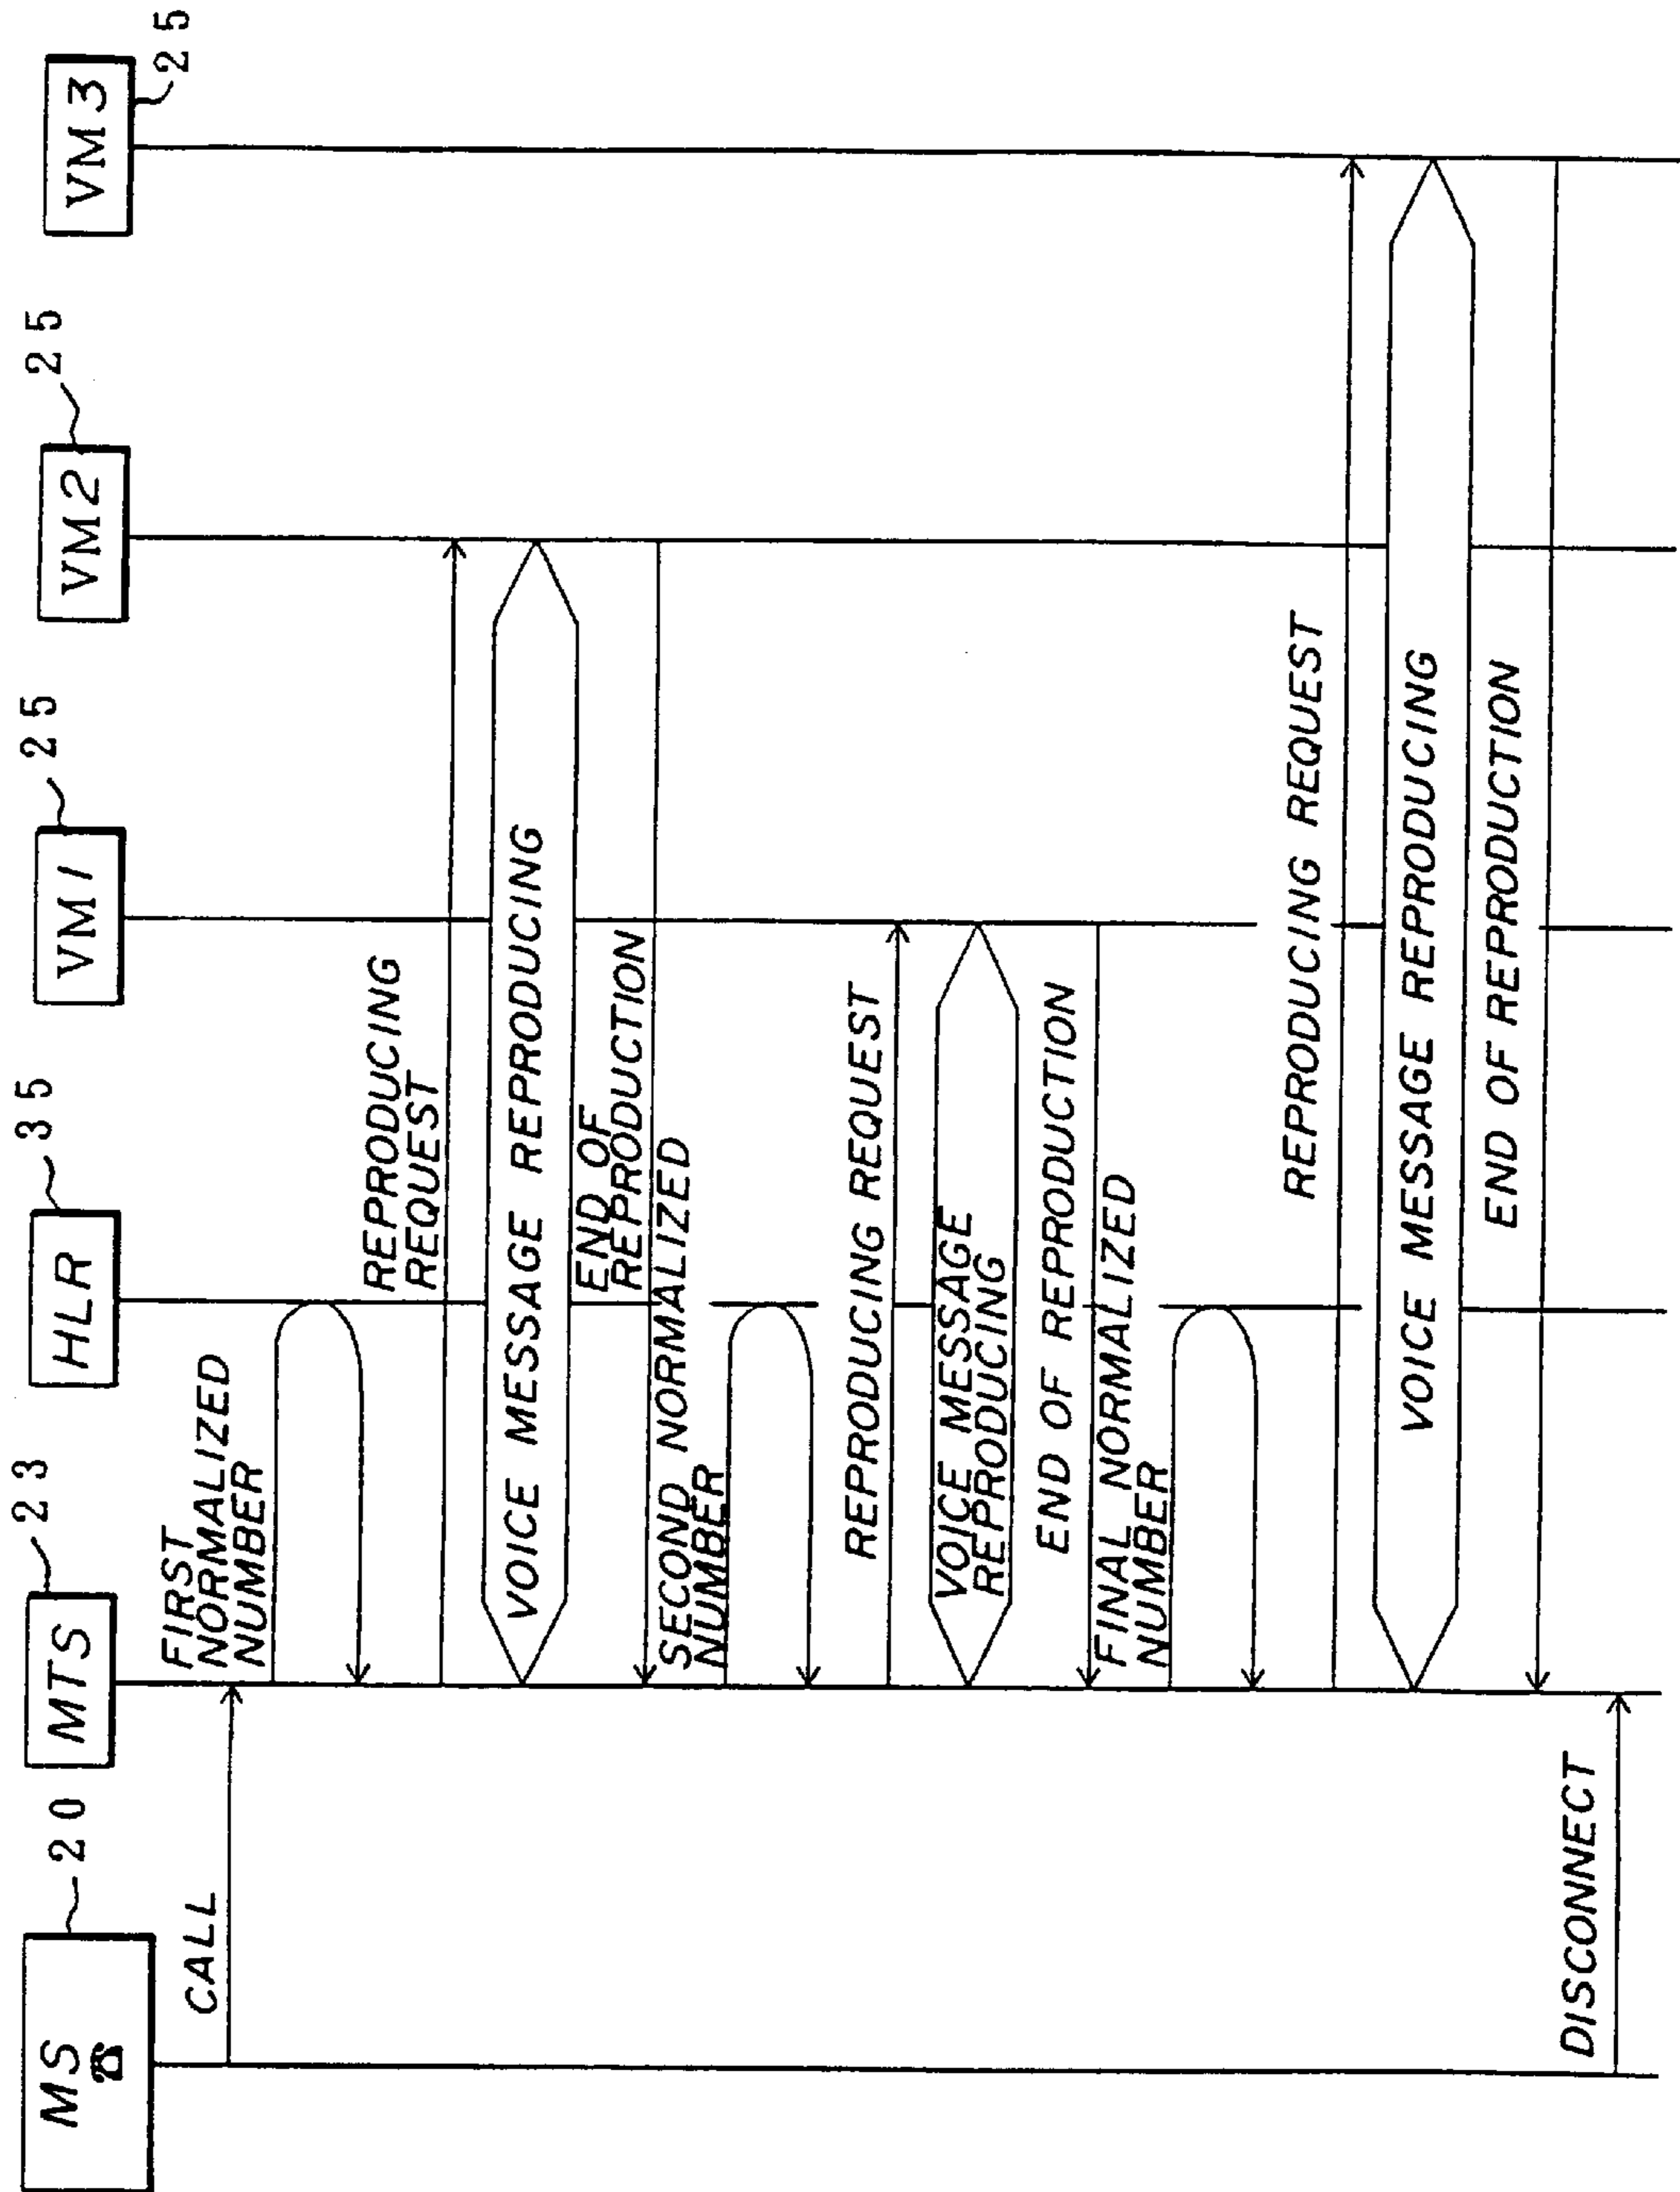 MS
20
MTS
23
HLR
35
VM1
25
VM2
25
VM3
25
CALL
FIRST
NORMALIZED
NUMBER
REPRODUCING
REQUEST
VOICE MESSAGE REPRODUCING
END OF
REPRODUCTION
SECOND NORMALIZED
NUMBER
REPRODUCING REQUEST
VOICE MESSAGE
REPRODUCING
END OF REPRODUCTION
FINAL NORMALIZED
NUMBER
REPRODUCING REQUEST
VOICE MESSAGE REPRODUCING
END OF REPRODUCTION
DISCONNECT